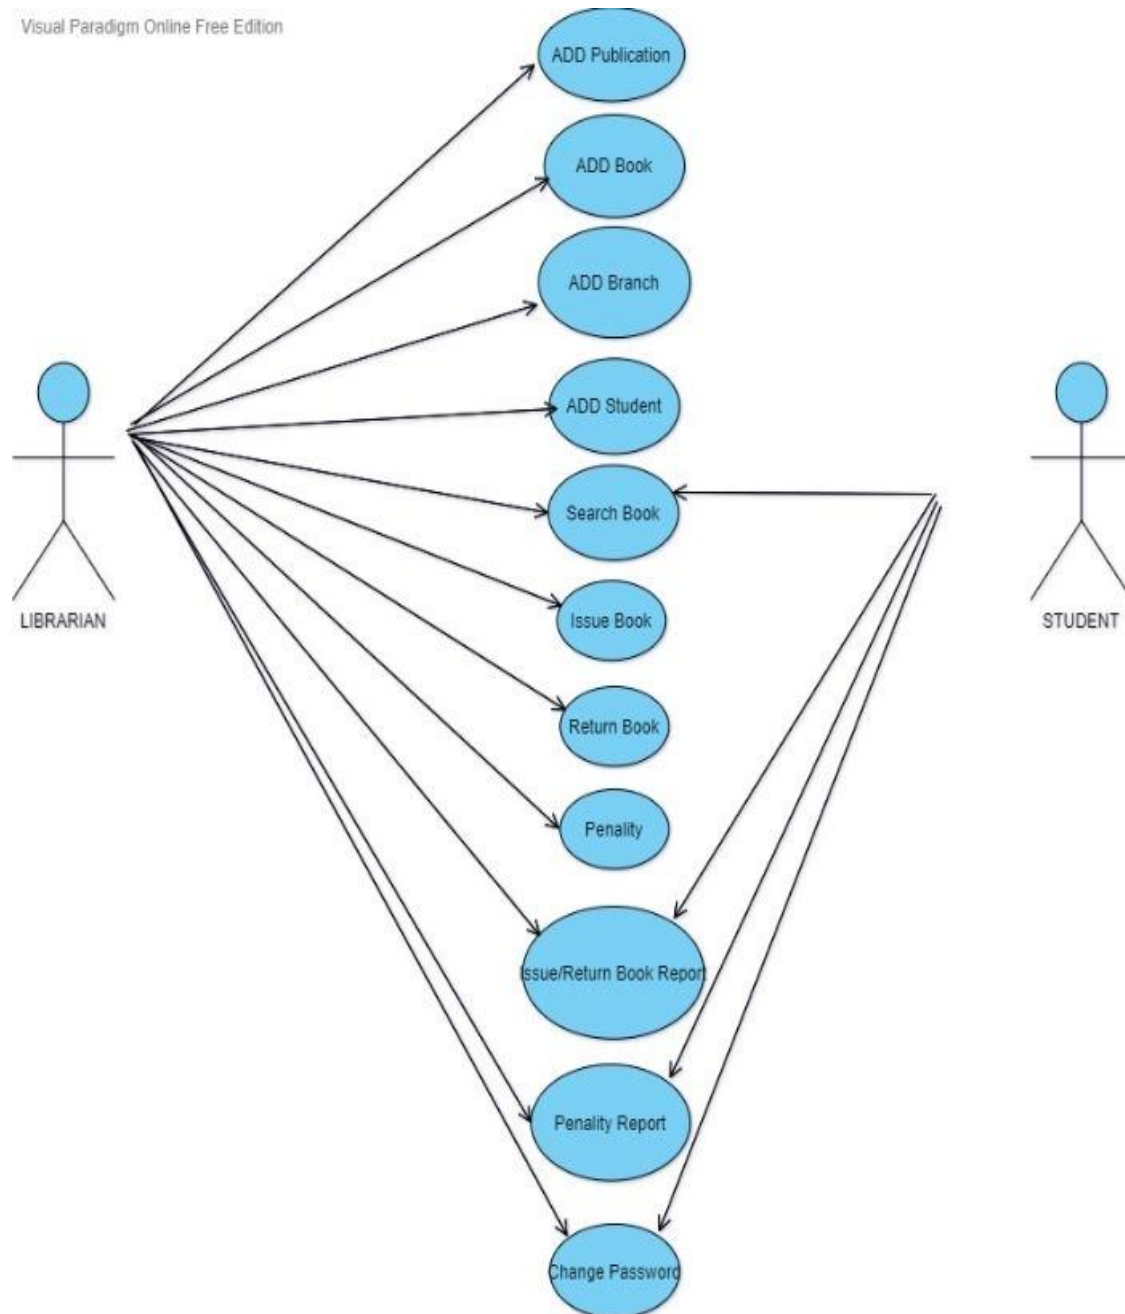 Visual Paradigm Online Free Edition
ADD Publication
ADD Book
ADD Branch
ADD Student
Search Book
Issue Book
LIBRARIAN
STUDENT
Return Book
Penality
Issue/Return Book Report
Penality Report
Change Password